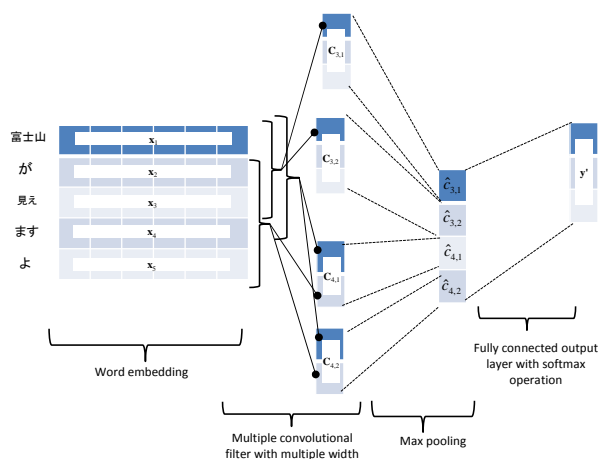 富士山
が
見え
ます
よ
x₁
x₂
x₃
x₄
x₅
C₃,₁
C₃,₂
C₄,₁
C₄,₂
ĉ₃,₁
ĉ₃,₂
ĉ₄,₁
ĉ₄,₂
y'
Word embedding
Multiple convolutional
filter with multiple width
Max pooling
Fully connected output
layer with softmax
operation